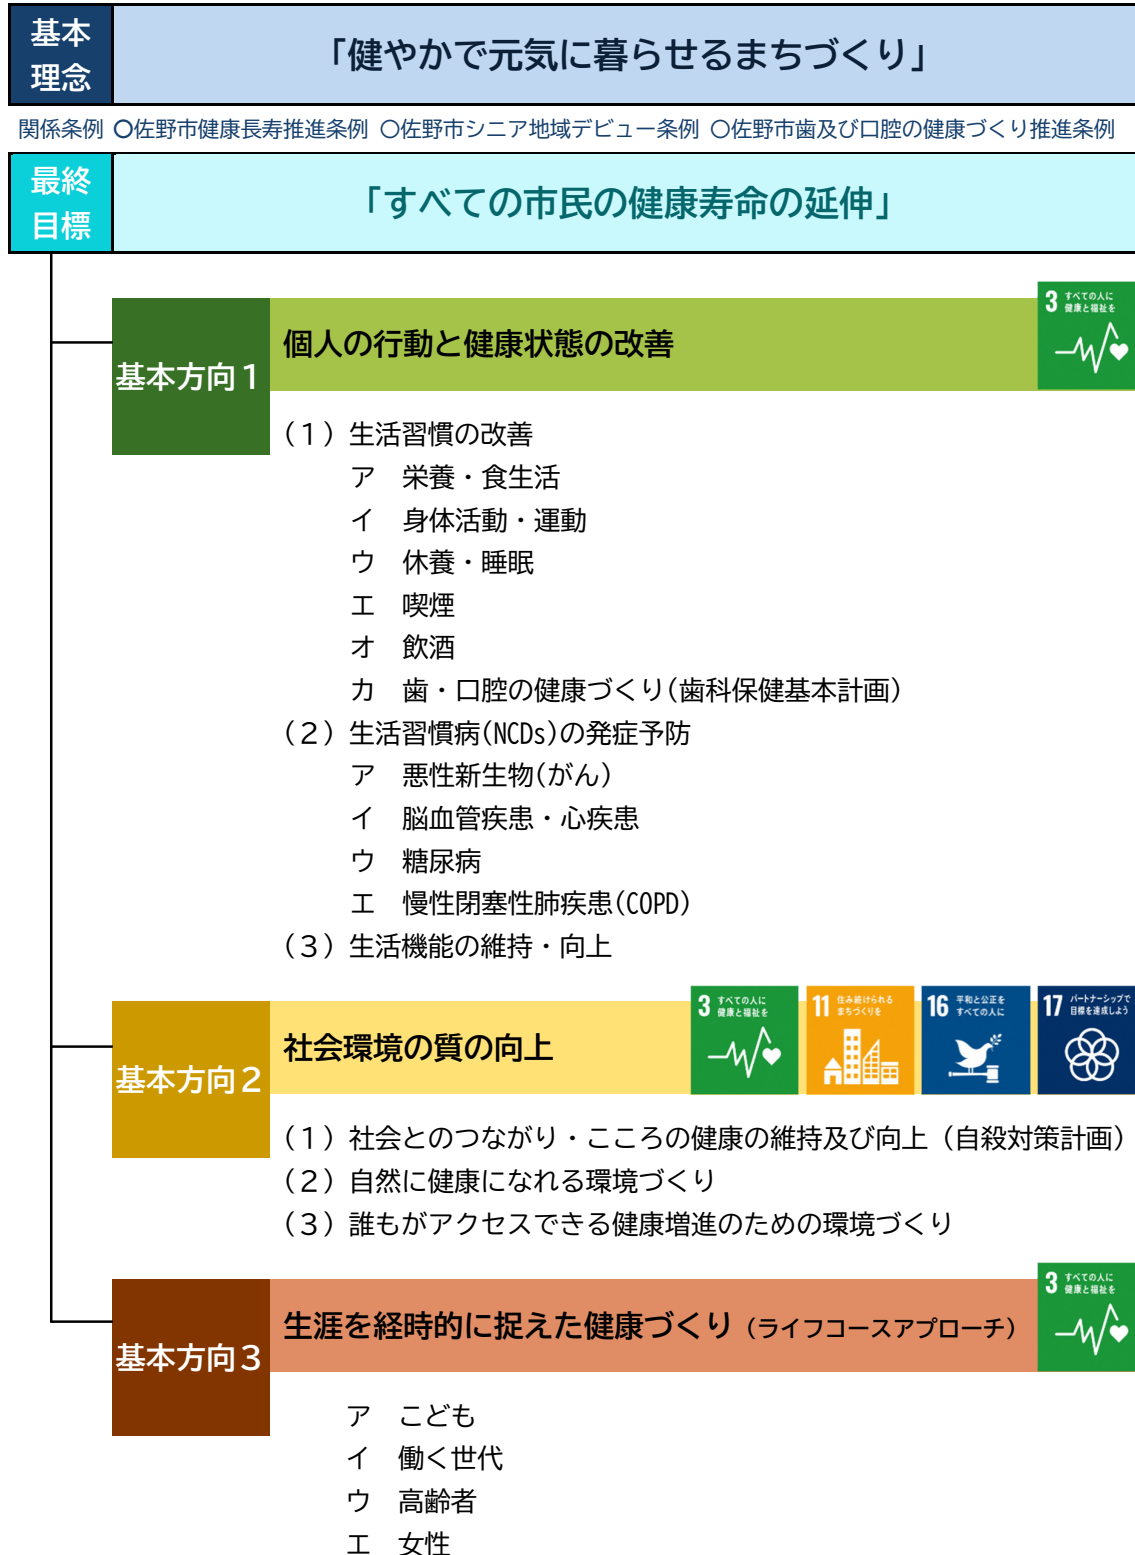 基本
理念
「健やかで元気に暮らせるまちづくり」
関係条例 ○佐野市健康長寿推進条例 ○佐野市シニア地域デビュー条例 ○佐野市歯及び口腔の健康づくり推進条例
最終
目標
「すべての市民の健康寿命の延伸」
基本方向1
個人の行動と健康状態の改善
3 すべての人に
健康と福祉を
(1)生活習慣の改善
ア 栄養・食生活
イ 身体活動・運動
ウ 休養・睡眠
エ 喫煙
オ 飲酒
カ 歯・口腔の健康づくり(歯科保健基本計画)
(2)生活習慣病(NCDs)の発症予防
ア 悪性新生物(がん)
イ 脳血管疾患・心疾患
ウ 糖尿病
エ 慢性閉塞性肺疾患(COPD)
(3)生活機能の維持・向上
基本方向2
社会環境の質の向上
3 すべての人に
健康と福祉を
11 住み続けられる
まちづくりを
16 平和と公正を
すべての人に
17 パートナーシップで
目標を達成しよう
(1)社会とのつながり・こころの健康の維持及び向上(自殺対策計画)
(2)自然に健康になれる環境づくり
(3)誰もがアクセスできる健康増進のための環境づくり
基本方向3
生涯を経時的に捉えた健康づくり(ライフコースアプローチ)
3 すべての人に
健康と福祉を
ア こども
イ 働く世代
ウ 高齢者
エ 女性